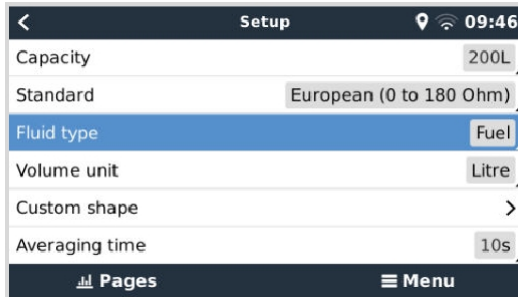 Setup 09:46
Capacity 200L
Standard European (0 to 180 Ohm)
Fluid type Fuel
Volume unit Litre
Custom shape
Averaging time 10s
Pages Menu